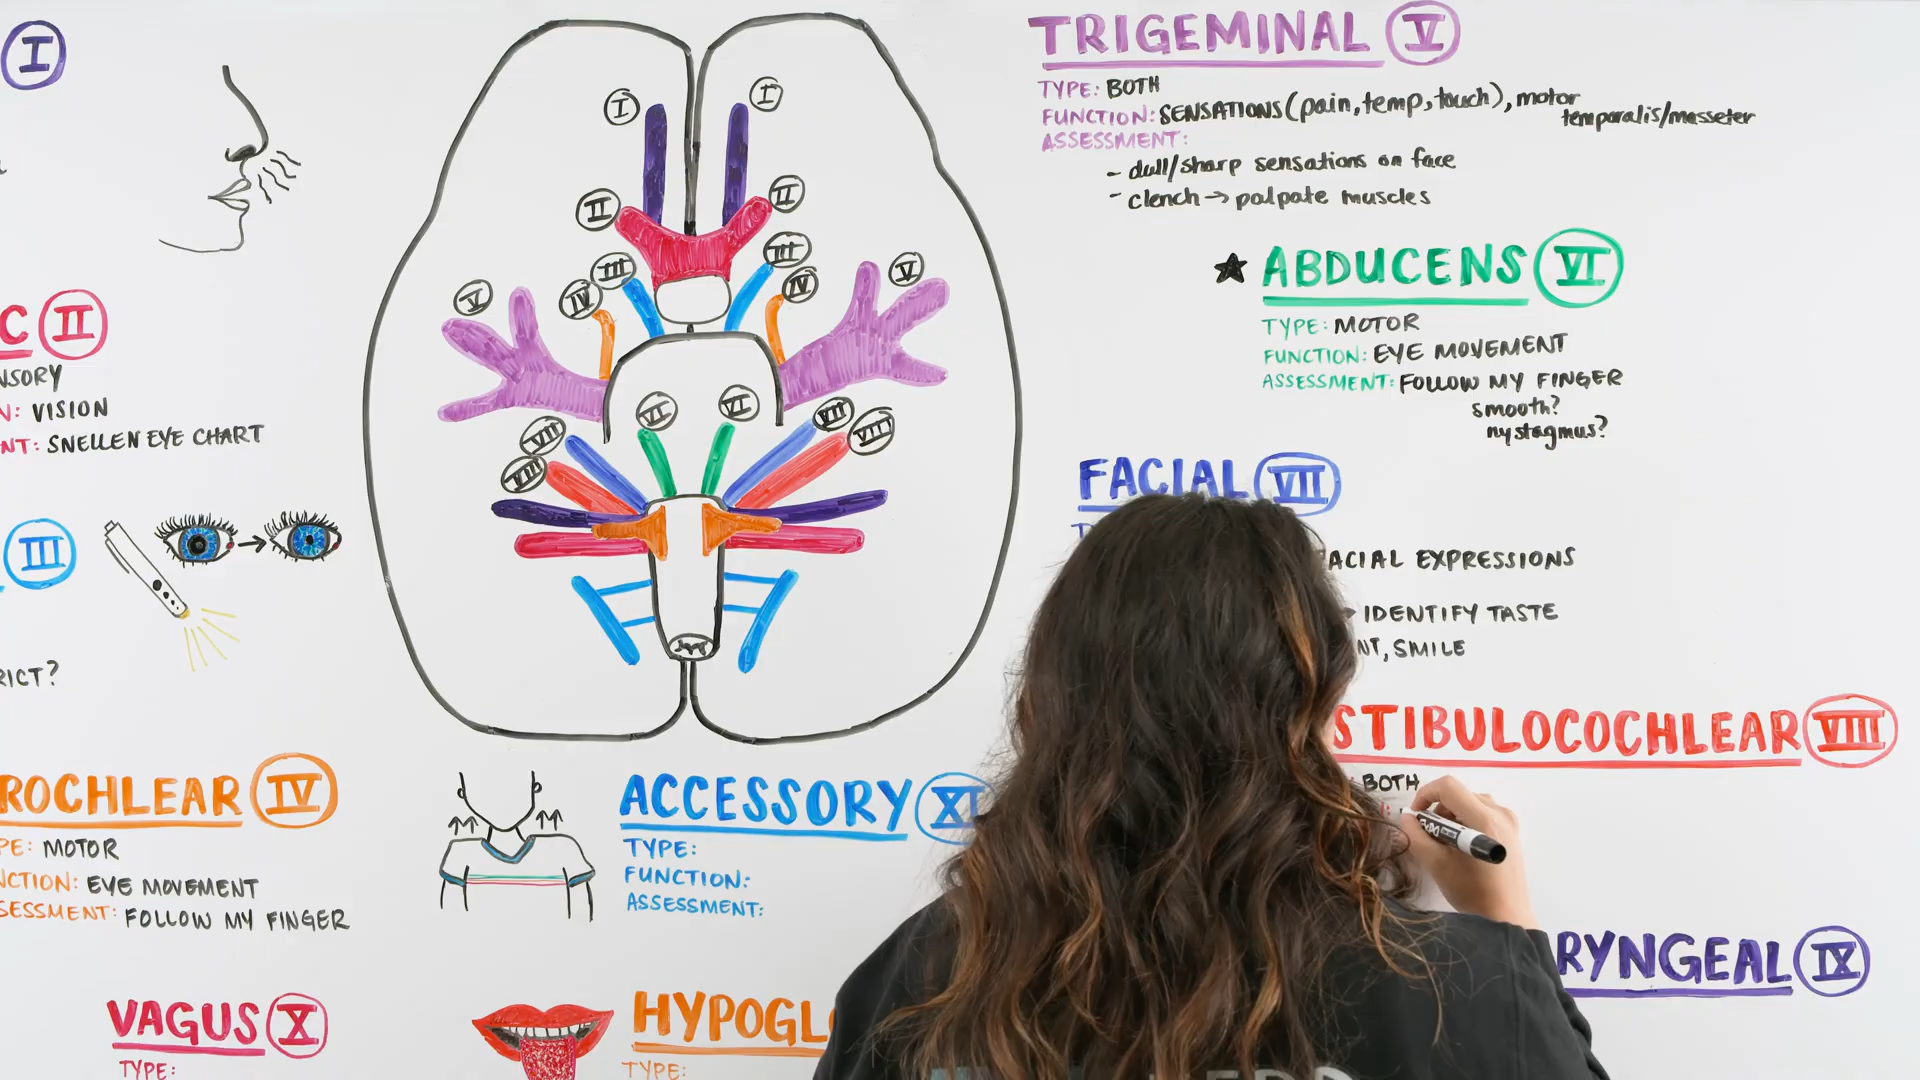 I
C II
NSORY
N: VISION
NT: SNELLEN EYE CHART
III
RICT?
ROCHLEAR IV
PE: MOTOR
NCTION: EYE MOVEMENT
SESSMENT: FOLLOW MY FINGER
VAGUS X
TYPE:
I I
II II
III III
IV IV
V V
VI VI
VII VII
VIII VIII
ACCESSORY XI
TYPE:
FUNCTION:
ASSESSMENT:
HYPOGL
TYPE:
TRIGEMINAL V
TYPE: BOTH
FUNCTION: SENSATIONS (pain, temp, touch), motor
temporalis/masseter
ASSESSMENT:
- dull/sharp sensations on face
- clench → palpate muscles
★ ABDUCENS VI
TYPE: MOTOR
FUNCTION: EYE MOVEMENT
ASSESSMENT: FOLLOW MY FINGER
smooth?
nystagmus?
FACIAL VII
T
ACIAL EXPRESSIONS
IDENTIFY TASTE
NT, SMILE
STIBULOCOCHLEAR VIII
BOTH
RYNGEAL IX